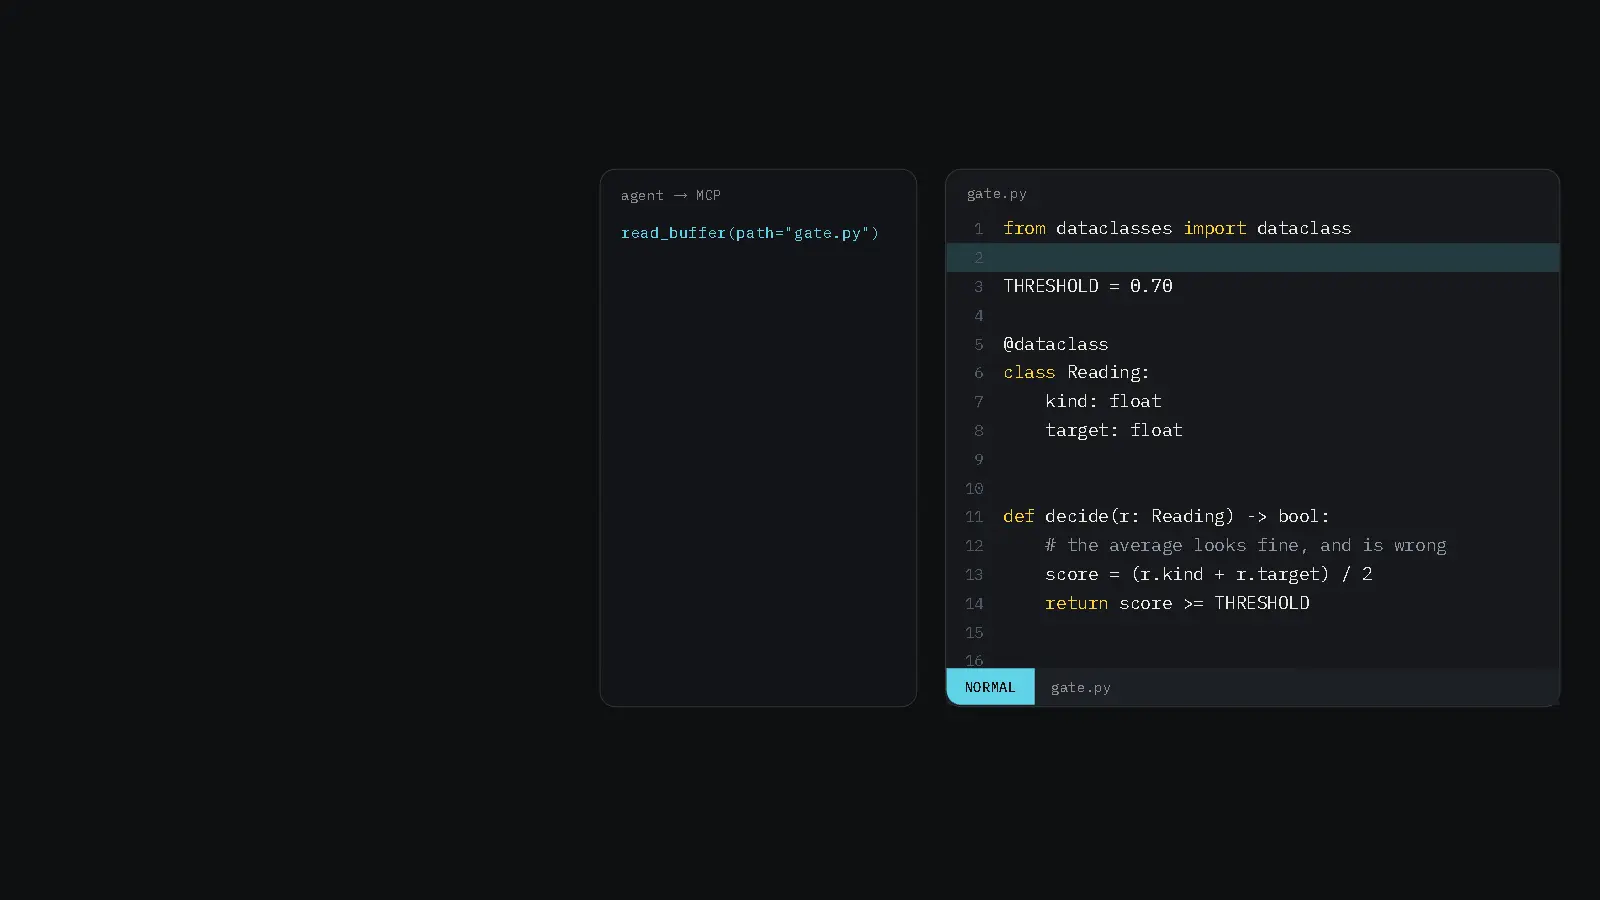 agent → MCP
read_buffer(path="gate.py")
gate.py
1 from dataclasses import dataclass
2
3 THRESHOLD = 0.70
4
5 @dataclass
6 class Reading:
7     kind: float
8     target: float
9
10
11 def decide(r: Reading) -> bool:
12     # the average looks fine, and is wrong
13     score = (r.kind + r.target) / 2
14     return score >= THRESHOLD
15
16
NORMAL gate.py